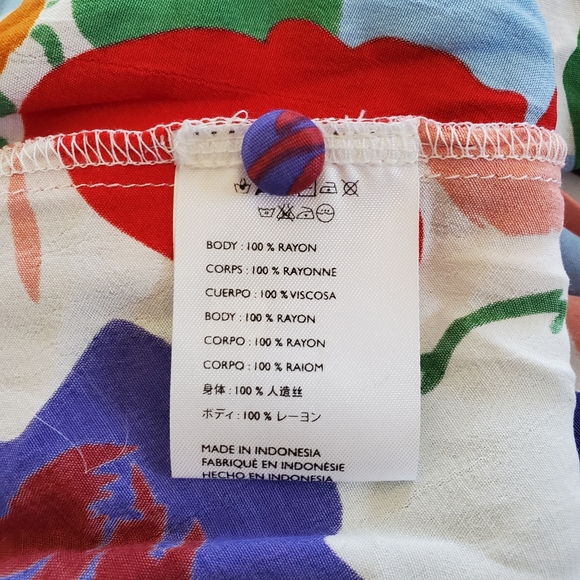 BODY : 100 % RAYON
CORPS : 100 % RAYONNE
CUERPO : 100 % VISCOSA
BODY : 100 % RAYON
CORPO : 100 % RAYON
CORPO : 100 % RAIOM
身体 : 100 % 人造丝
ボディ : 100 % レーヨン
MADE IN INDONESIA
FABRIQUÉ EN INDONÉSIE
HECHO EN INDONESIA